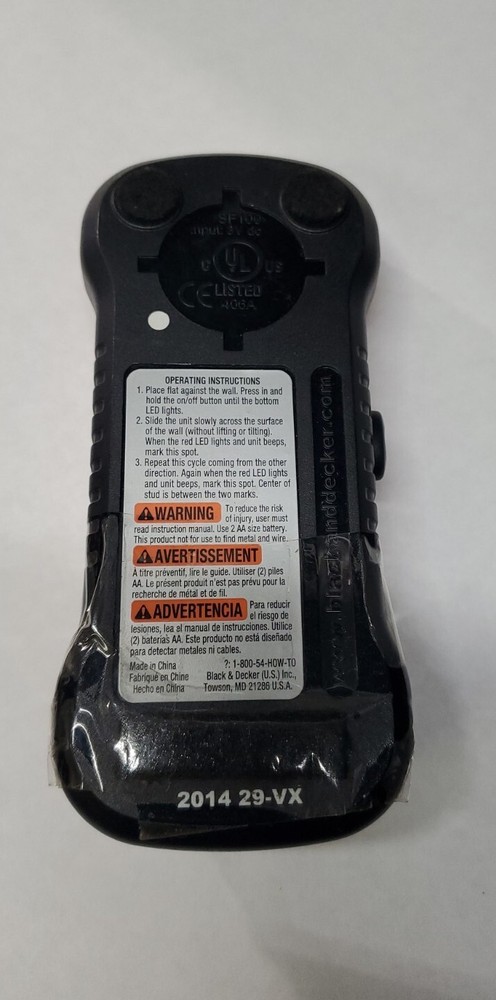 SF100
Input: 3V dc
C UL US
LISTED
CE 406A
OPERATING INSTRUCTIONS
1. Place flat against the wall. Press in and
hold the on/off button until the bottom
LED lights.
2. Slide the unit slowly across the surface
of the wall (without lifting or tilting).
When the red LED lights and unit beeps,
mark this spot.
3. Repeat this cycle coming from the other
direction. Again when the red LED lights
and unit beeps, mark this spot. Center of
stud is between the two marks.
WARNING To reduce the risk
of injury, user must
read instruction manual. Use 2 AA size battery.
This product not for use to find metal and wire.
AVERTISSEMENT
À titre préventif, lire le guide. Utiliser (2) piles
AA. Le présent produit n'est pas prévu pour la
recherche de métal et de fil.
ADVERTENCIA Para reducir
el riesgo de
lesiones, lea al manual de instrucciones. Utilice
(2) baterías AA. Este producto no está diseñado
para detectar metales ni cables.
Made in China ?: 1-800-54-HOW-TO
Fabriqué en China Black & Decker (U.S.) Inc.,
Hecho en China Towson, MD 21286 U.S.A.
www.blackanddecker.com
2014 29-VX